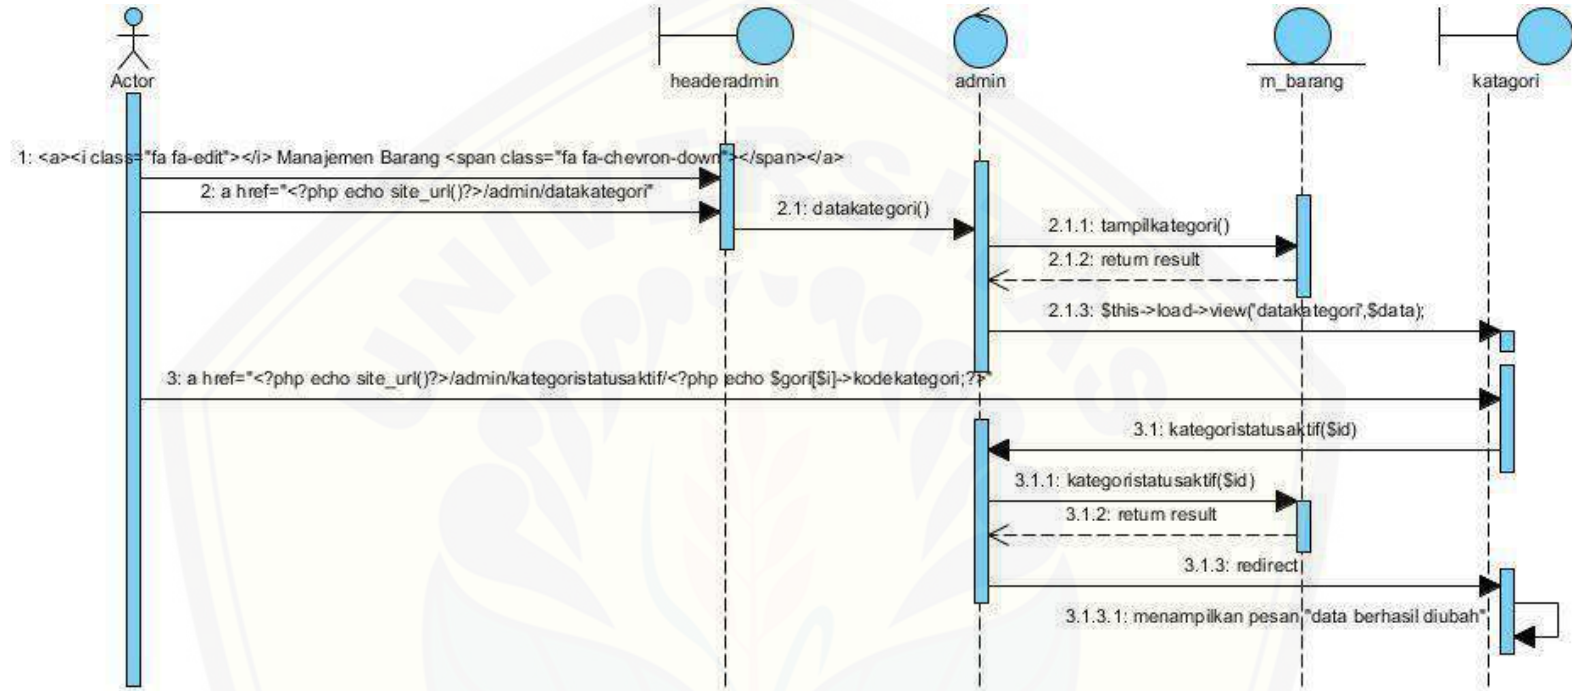 Actor
headeradmin
admin
m_barang
katagori
1: <a><i class="fa fa-edit"></i> Manajemen Barang <span class="fa fa-chevron-down"></span></a>
2: a href="<?php echo site_url()?>/admin/datakategori"
2.1: datakategori()
2.1.1: tampilkategori()
2.1.2: return result
2.1.3: $this->load->view('datakategori',$data);
3: a href="<?php echo site_url()?>/admin/kategoristatusaktif/<?php echo $gori[$i]->kodekategori;?>"
3.1: kategoristatusaktif($id)
3.1.1: kategoristatusaktif($id)
3.1.2: return result
3.1.3: redirect
3.1.3.1: menampilkan pesan "data berhasil diubah"
UNIVERSITAS